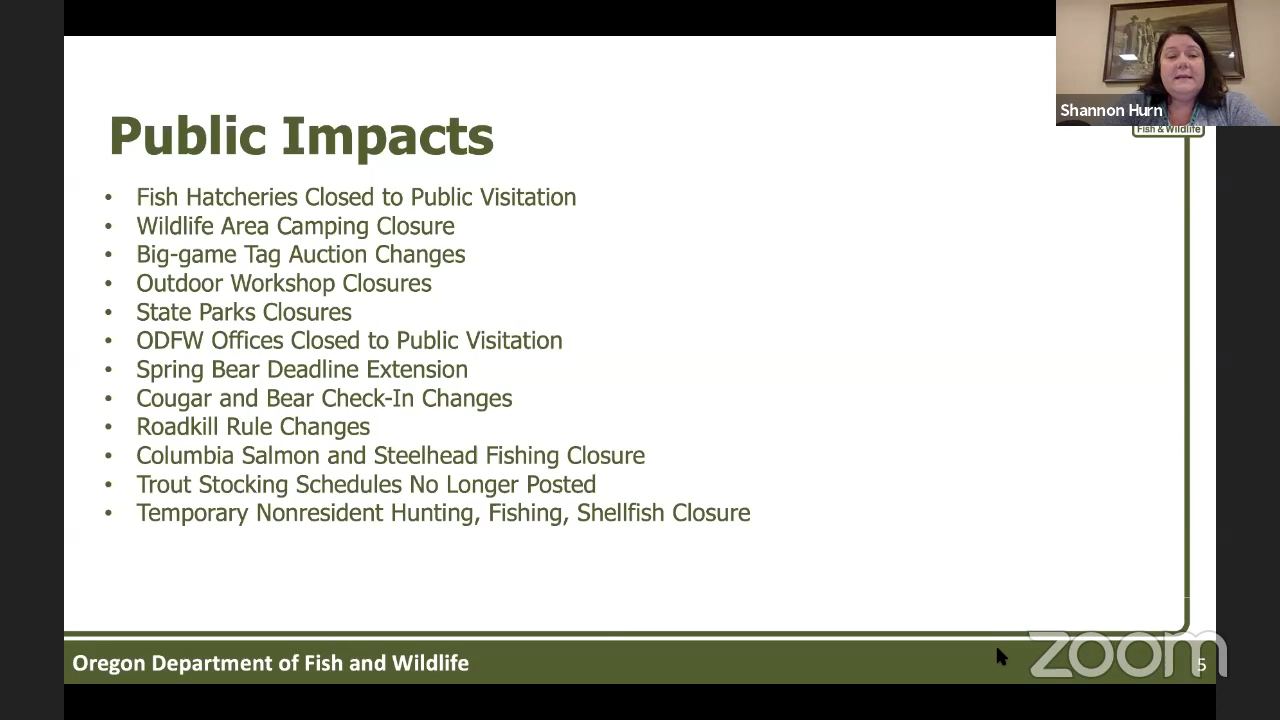 Shannon Hurn
Fish & Wildlife
Public Impacts
• Fish Hatcheries Closed to Public Visitation
• Wildlife Area Camping Closure
• Big-game Tag Auction Changes
• Outdoor Workshop Closures
• State Parks Closures
• ODFW Offices Closed to Public Visitation
• Spring Bear Deadline Extension
• Cougar and Bear Check-In Changes
• Roadkill Rule Changes
• Columbia Salmon and Steelhead Fishing Closure
• Trout Stocking Schedules No Longer Posted
• Temporary Nonresident Hunting, Fishing, Shellfish Closure
Oregon Department of Fish and Wildlife
zoom
5